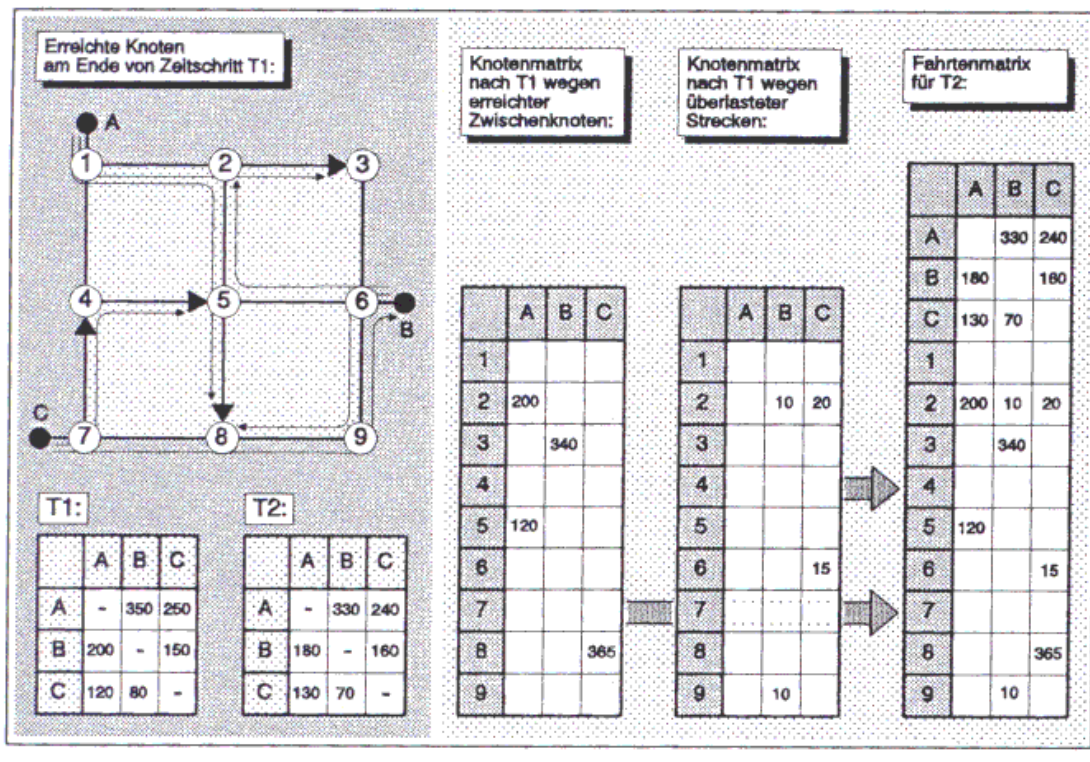 Erreichte Knoten
am Ende von Zeitschritt T1:
A
1 2 3
4 5 6
B
C
7 8 9
T1:
A B C
A - 350 250
B 200 - 150
C 120 80 -
T2:
A B C
A - 330 240
B 180 - 160
C 130 70 -
Knotenmatrix
nach T1 wegen
erreichter
Zwischenknoten:
A B C
1
2 200
3 340
4
5 120
6
7
8 365
9
Knotenmatrix
nach T1 wegen
überlasteter
Strecken:
A B C
1
2 10 20
3
4
5
6 15
7
8
9 10
Fahrtenmatrix
für T2:
A B C
A 330 240
B 180 160
C 130 70
1
2 200 10 20
3 340
4
5 120
6 15
7
8 365
9 10